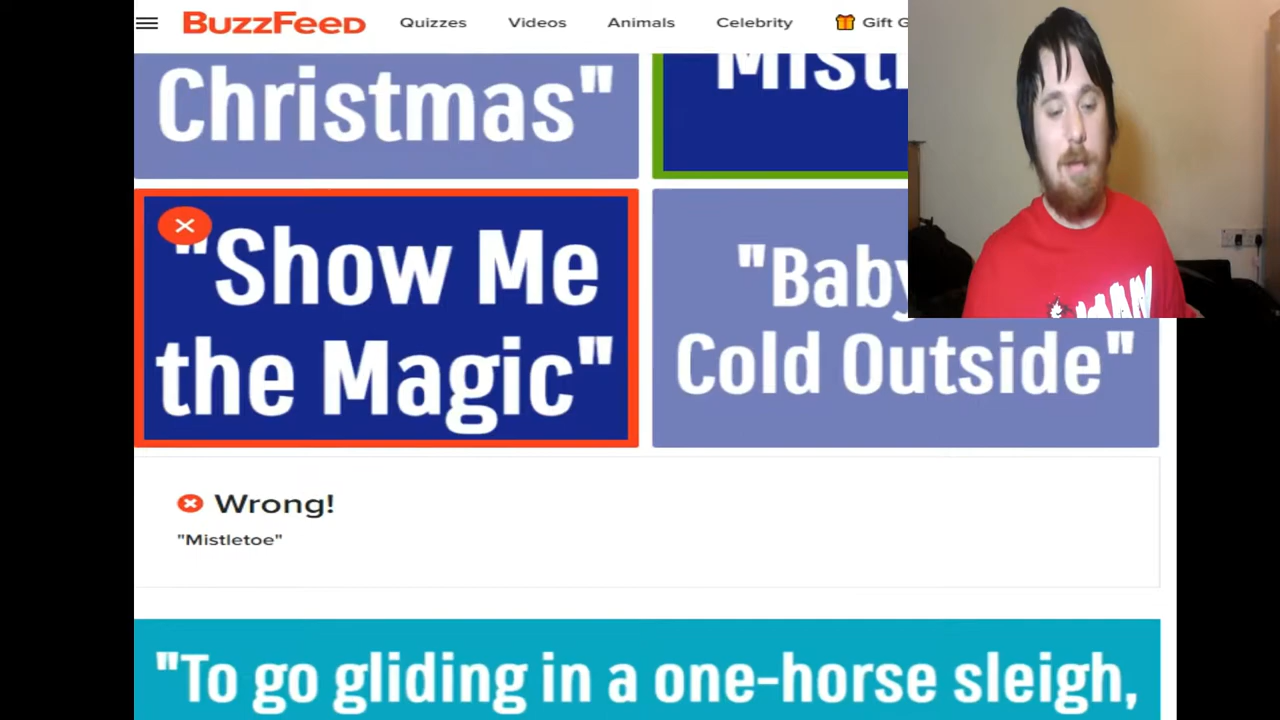 BuzzFeed Quizzes Videos Animals Celebrity Gift
Christmas"
"Show Me
the Magic"
"Baby
Cold Outside"
Wrong!
"Mistletoe"
"To go gliding in a one-horse sleigh,